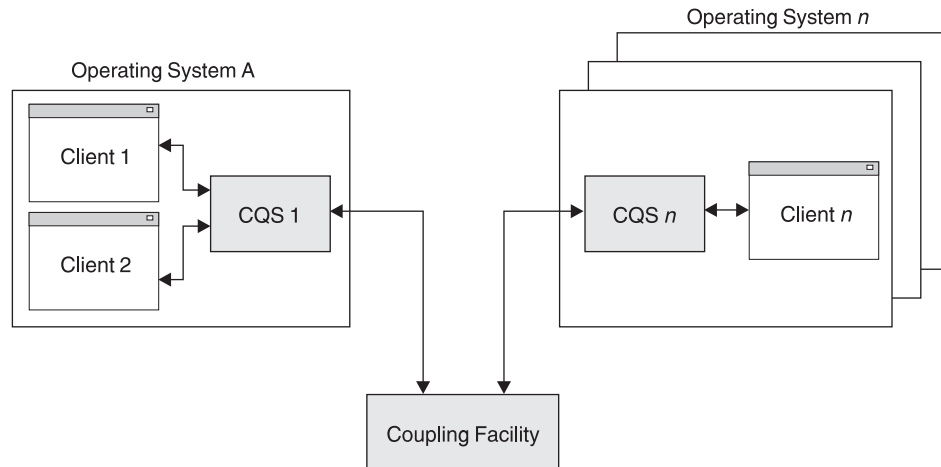 Operating System A
Client 1
Client 2
CQS 1
Operating System n
CQS n
Client n
Coupling Facility